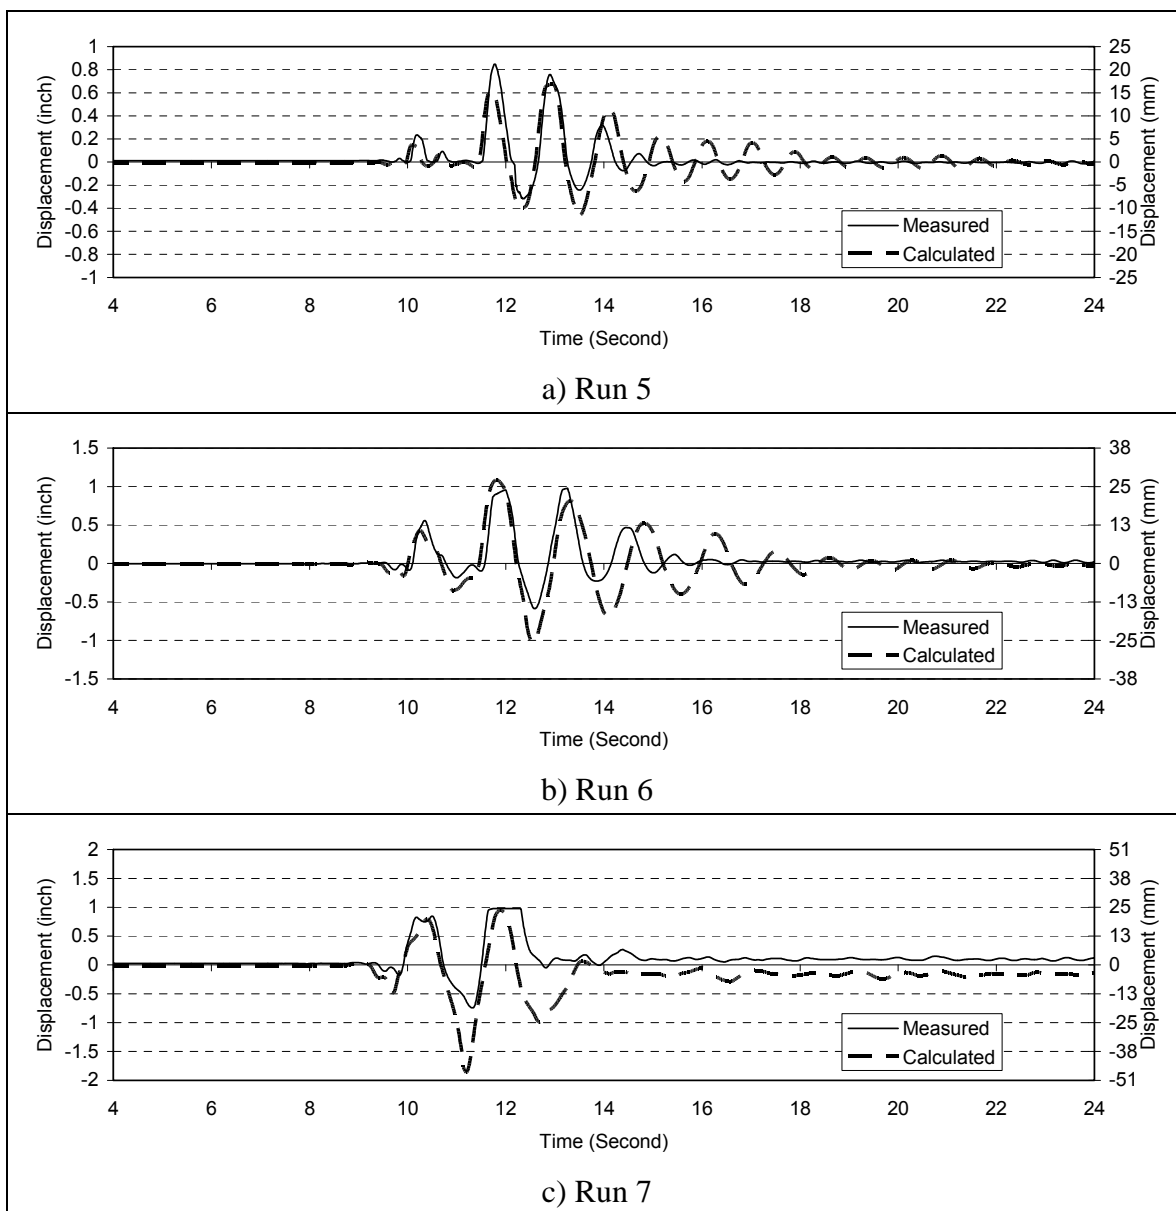 1 25
0.8 20
0.6 15
0.4 10
0.2 5
0 0
-0.2 -5
-0.4 -10
-0.6 -15
-0.8 -20
-1 -25
Displacement (inch)
Displacement (mm)
Measured
Calculated
4 6 8 10 12 14 16 18 20 22 24
Time (Second)
a) Run 5
1.5 38
1 25
0.5 13
0 0
-0.5 -13
-1 -25
-1.5 -38
Displacement (inch)
Displacement (mm)
Measured
Calculated
4 6 8 10 12 14 16 18 20 22 24
Time (Second)
b) Run 6
2 51
1.5 38
1 25
0.5 13
0 0
-0.5 -13
-1 -25
-1.5 -38
-2 -51
Displacement (inch)
Displacement (mm)
Measured
Calculated
4 6 8 10 12 14 16 18 20 22 24
Time (Second)
c) Run 7